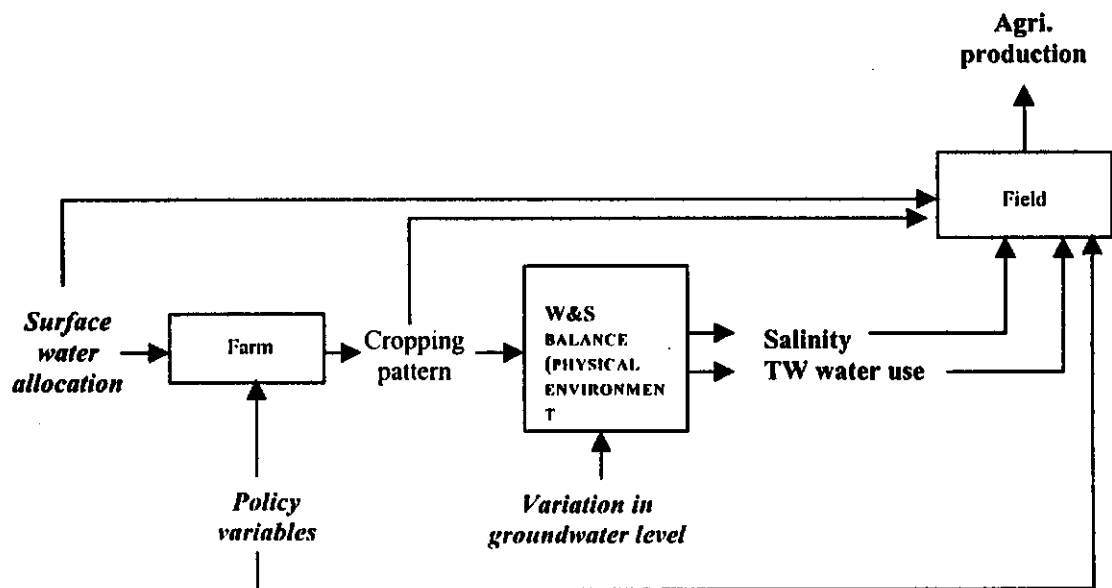 Agri.
production
Field
Surface
water
allocation
Farm
Cropping
pattern
W&S
BALANCE
(PHYSICAL
ENVIRONMEN
T
Salinity
TW water use
Policy
variables
Variation in
groundwater level